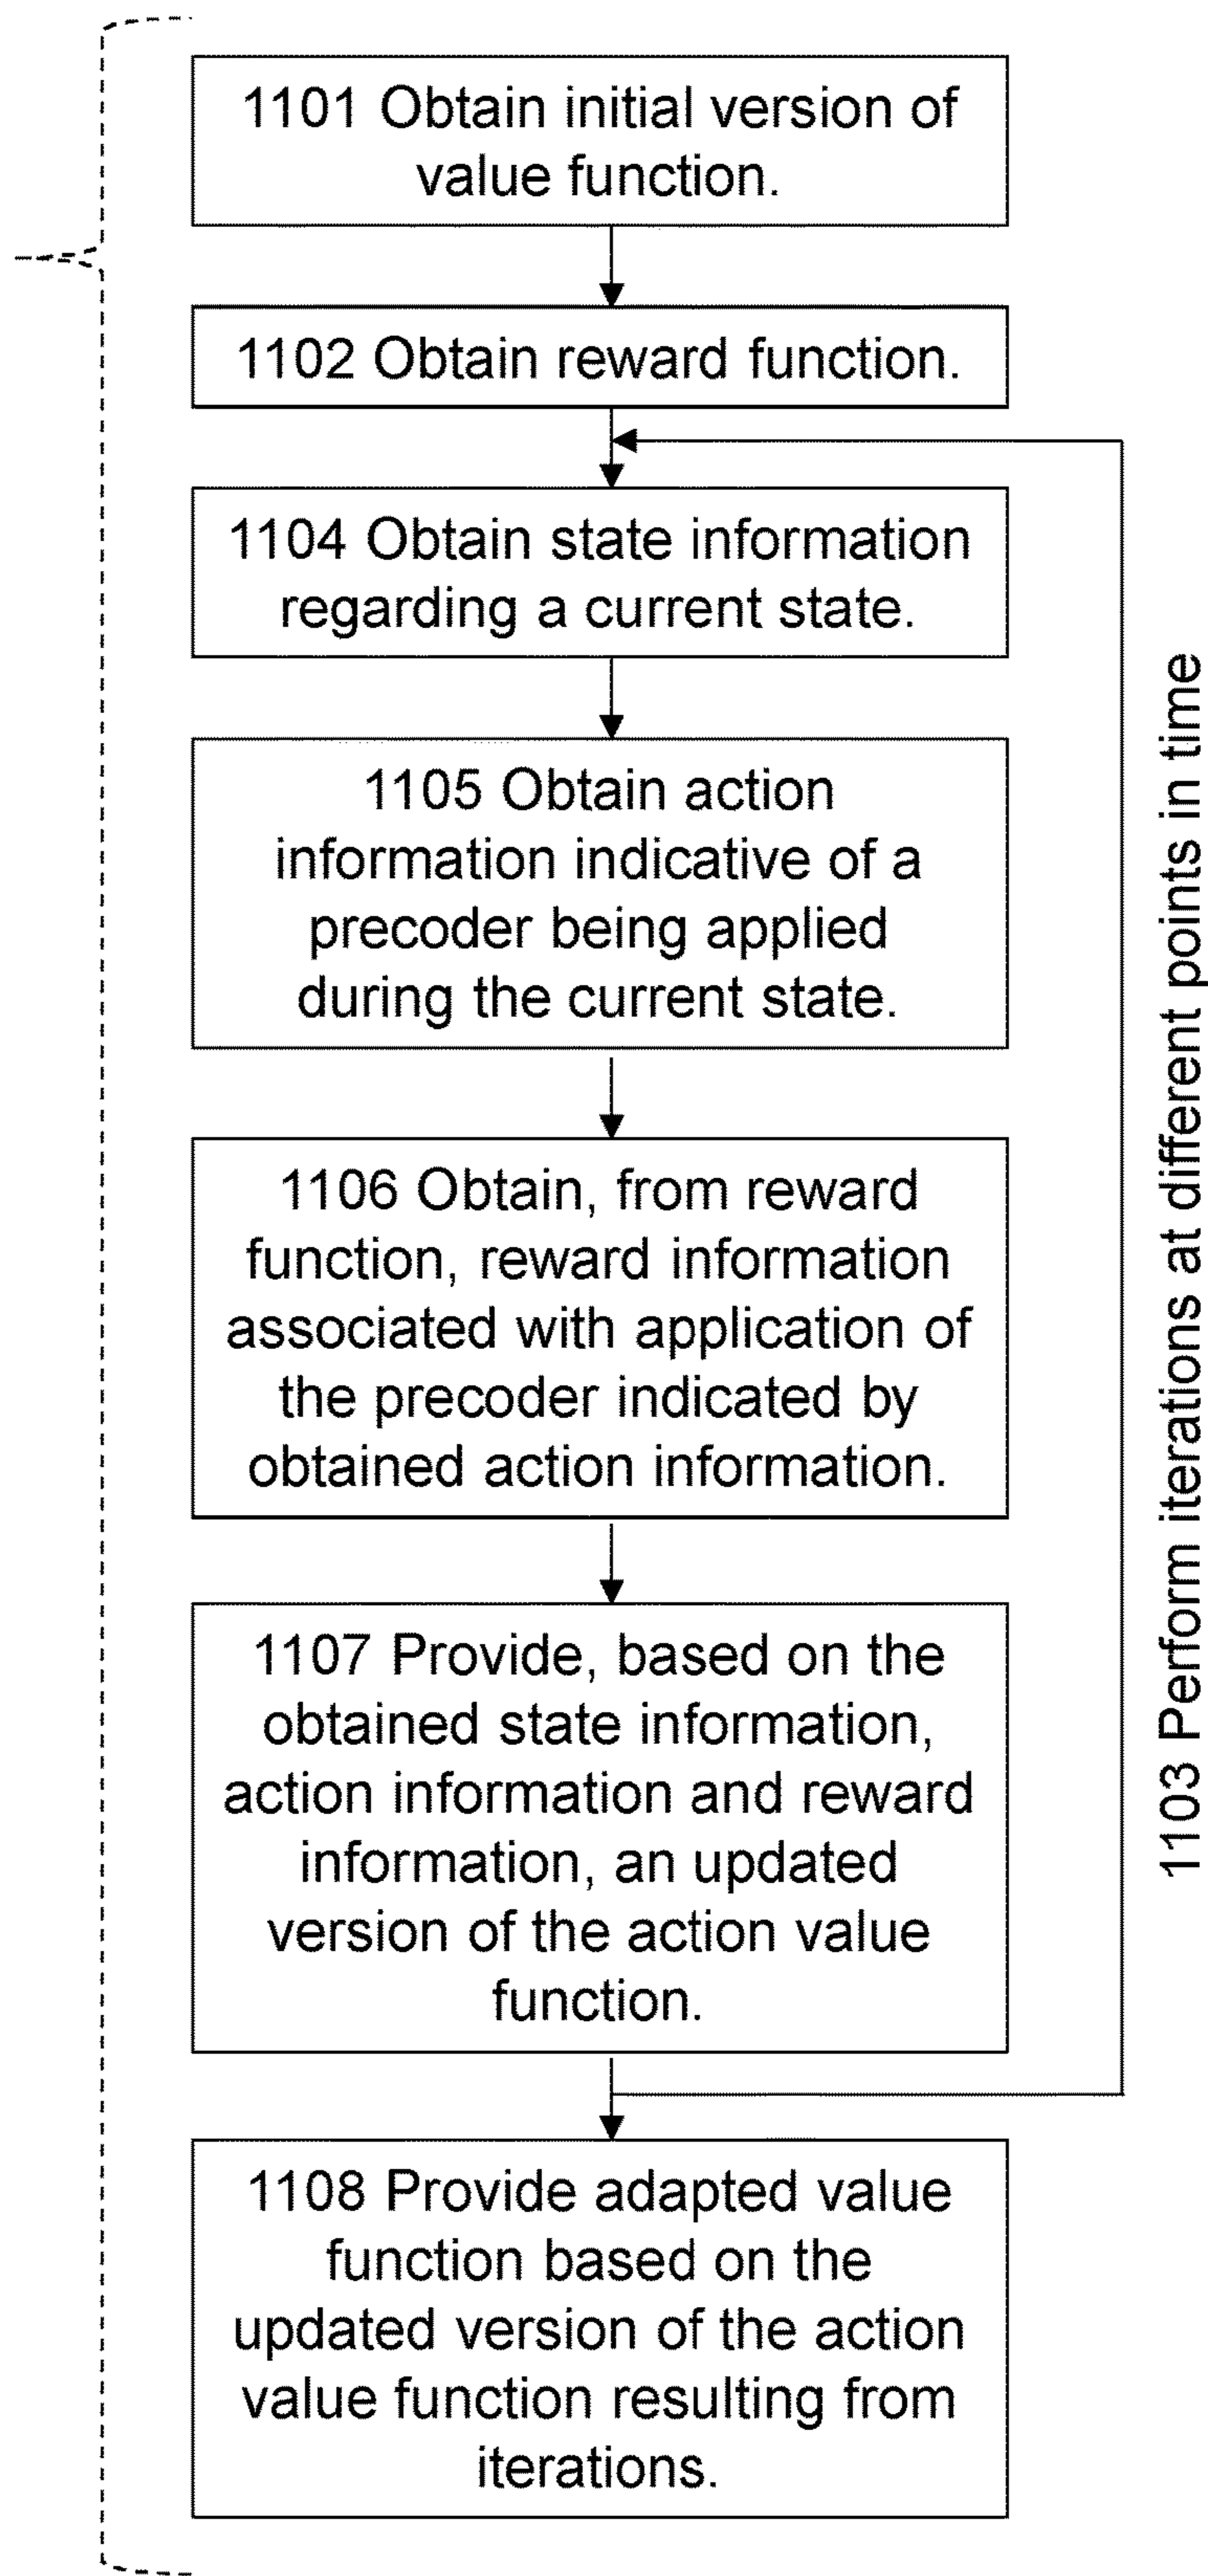 1101 Obtain initial version of
value function.
1102 Obtain reward function.
1104 Obtain state information
regarding a current state.
1105 Obtain action
information indicative of a
precoder being applied
during the current state.
1106 Obtain, from reward
function, reward information
associated with application of
the precoder indicated by
obtained action information.
1107 Provide, based on the
obtained state information,
action information and reward
information, an updated
version of the action value
function.
1108 Provide adapted value
function based on the
updated version of the action
value function resulting from
iterations.
1103 Perform iterations at different points in time